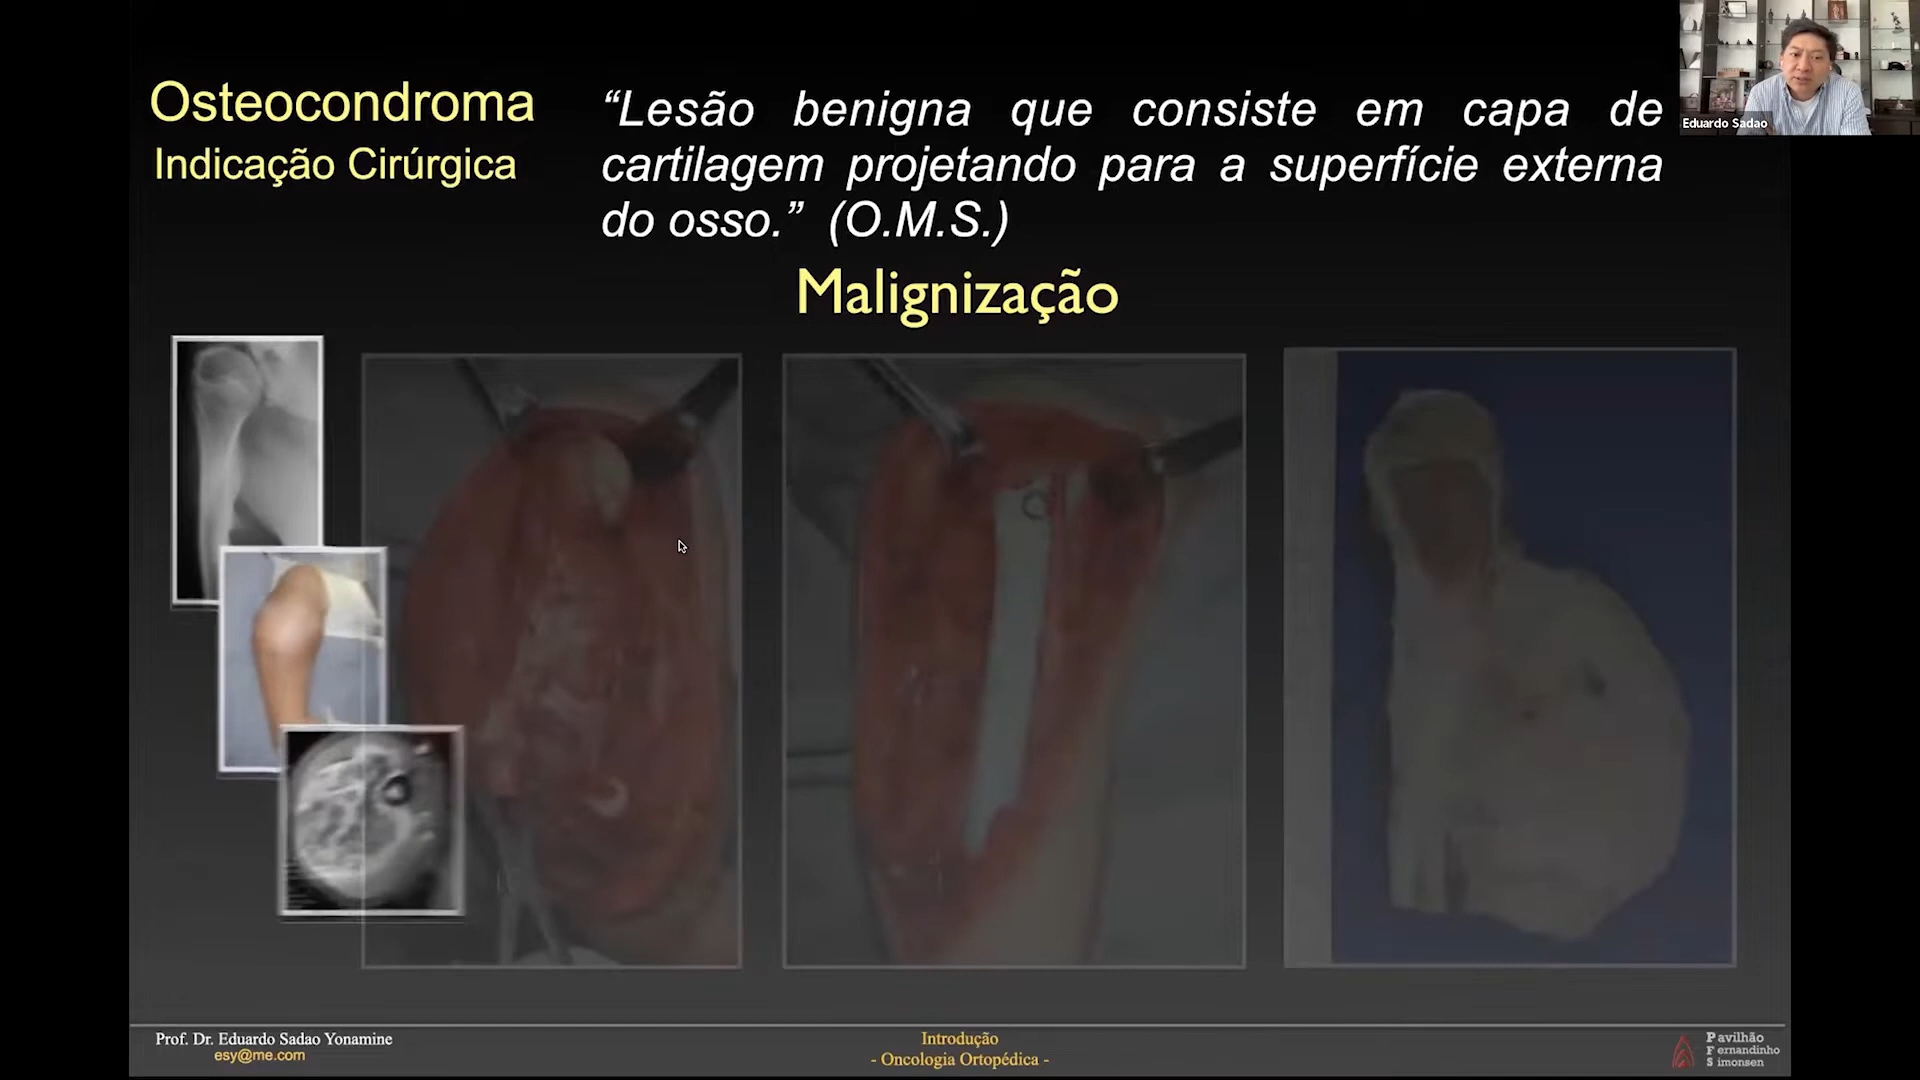 Osteocondroma
Indicação Cirúrgica
“Lesão benigna que consiste em capa de
cartilagem projetando para a superfície externa
do osso.” (O.M.S.)
Malignização
Eduardo Sadao
Prof. Dr. Eduardo Sadao Yonamine
esy@me.com
Introdução
- Oncologia Ortopédica -
Pavilhão
Fernandinho
Simonsen